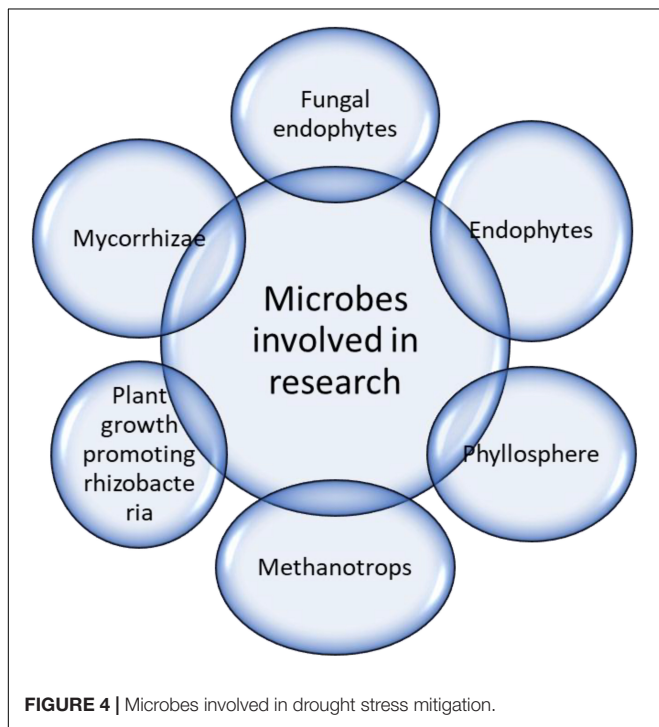 Fungal
endophytes
Endophytes
Mycorrhizae
Microbes
involved in
research
Plant
growth
promoting
rhizobacte
ria
Phyllosphere
Methanotrops
FIGURE 4 | Microbes involved in drought stress mitigation.